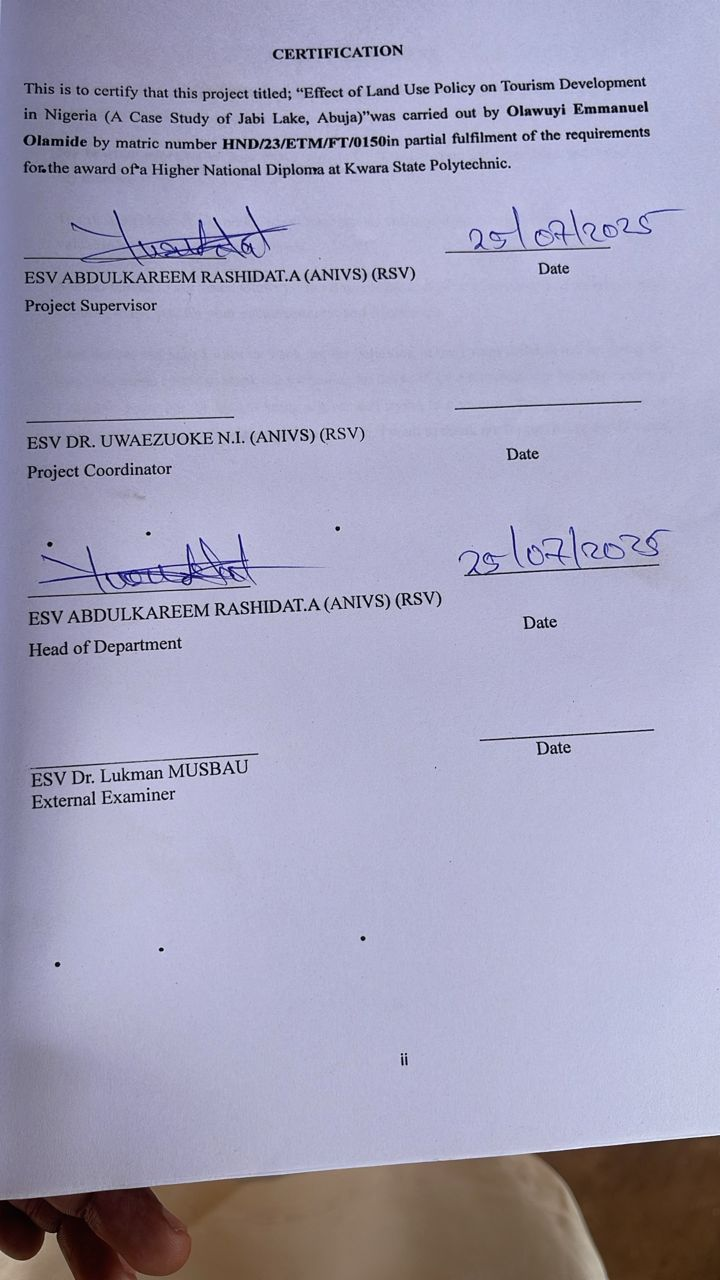 CERTIFICATION
This is to certify that this project titled; “Effect of Land Use Policy on Tourism Development
in Nigeria (A Case Study of Jabi Lake, Abuja)”was carried out by Olawuyi Emmanuel
Olamide by matric number HND/23/ETM/FT/0150in partial fulfilment of the requirements
for the award of a Higher National Diploma at Kwara State Polytechnic.
25/07/2025
ESV ABDULKAREEM RASHIDAT.A (ANIVS) (RSV)
Date
Project Supervisor
ESV DR. UWAEZUOKE N.I. (ANIVS) (RSV)
Date
Project Coordinator
25/07/2025
ESV ABDULKAREEM RASHIDAT.A (ANIVS) (RSV)
Date
Head of Department
ESV Dr. Lukman MUSBAU
Date
External Examiner
ii